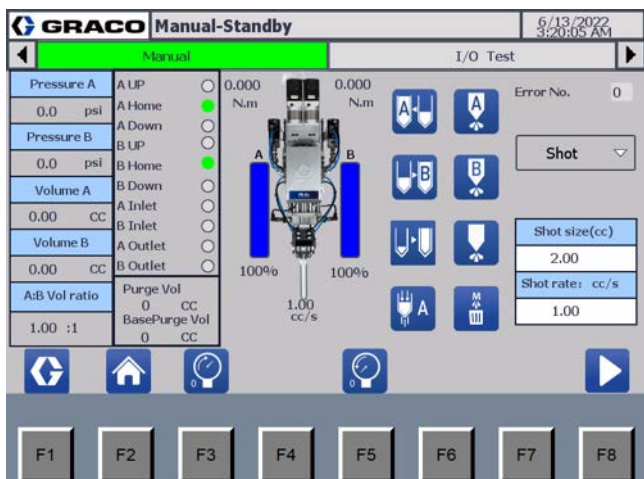 GRACO
Manual-Standby
6/13/2022
3:20:05 AM
Manual
I/O Test
Pressure A
0.0 psi
Pressure B
0.0 psi
Volume A
0.00 CC
Volume B
0.00 CC
A:B Vol ratio
1.00 :1
A UP
A Home
A Down
B UP
B Home
B Down
A Inlet
B Inlet
A Outlet
B Outlet
Purge Vol
0 CC
BasePurge Vol
0 CC
0.000
N.m
0.000
N.m
A
B
100%
100%
1.00
cc/s
A
A
B
B
A
M
Error No. 0
Shot
Shot size(cc)
2.00
Shot rate: cc/s
1.00
0
0
F1
F2
F3
F4
F5
F6
F7
F8